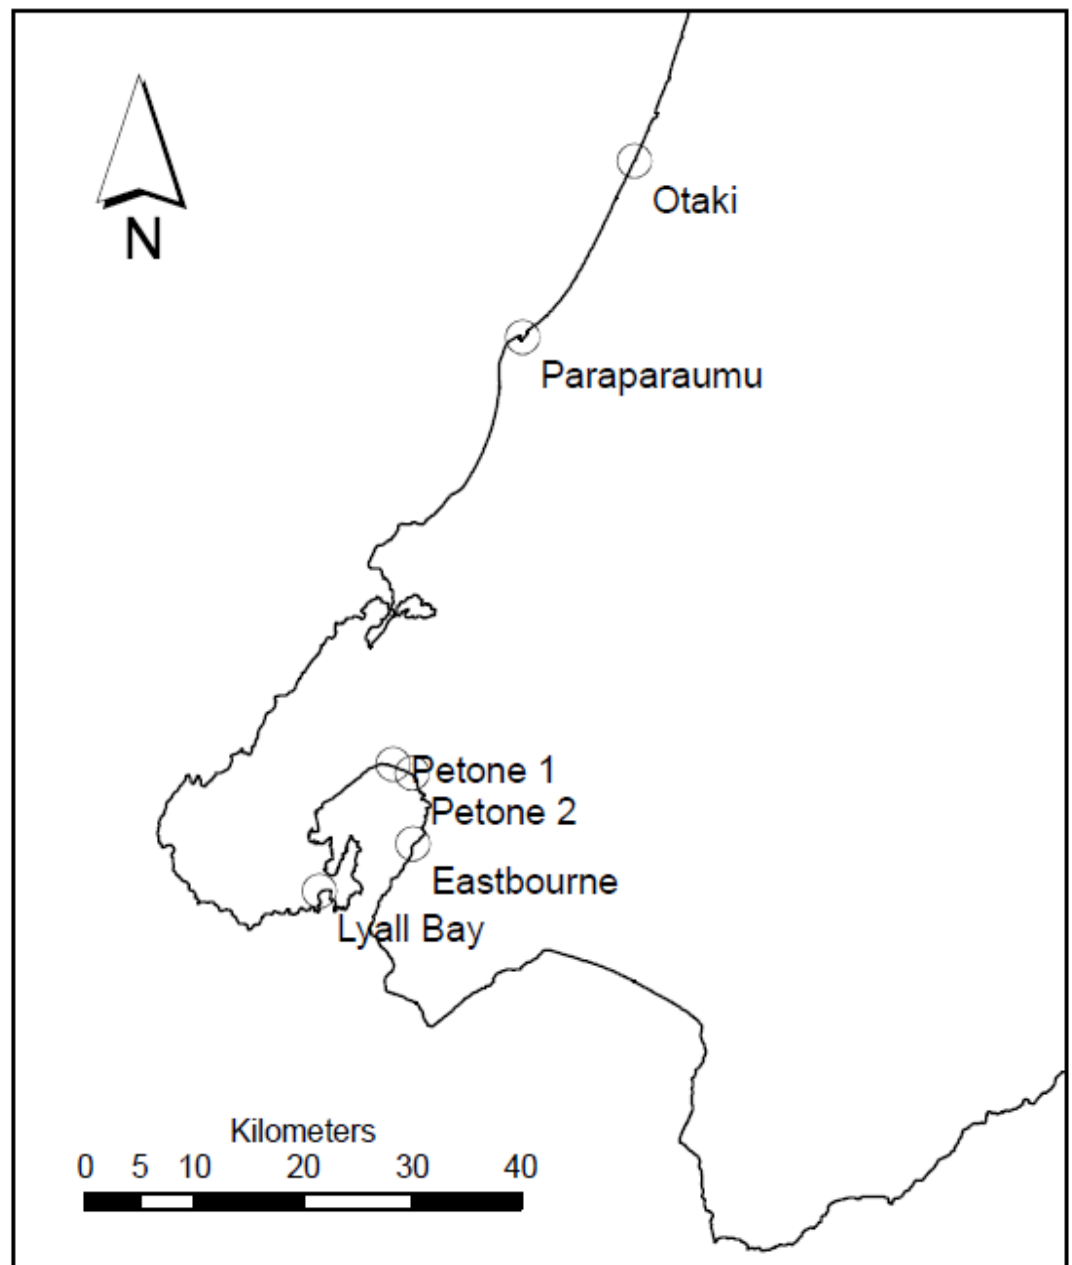 N
Otaki
Paraparaumu
Petone 1
Petone 2
Eastbourne
Lyall Bay
Kilometers
0 5 10 20 30 40